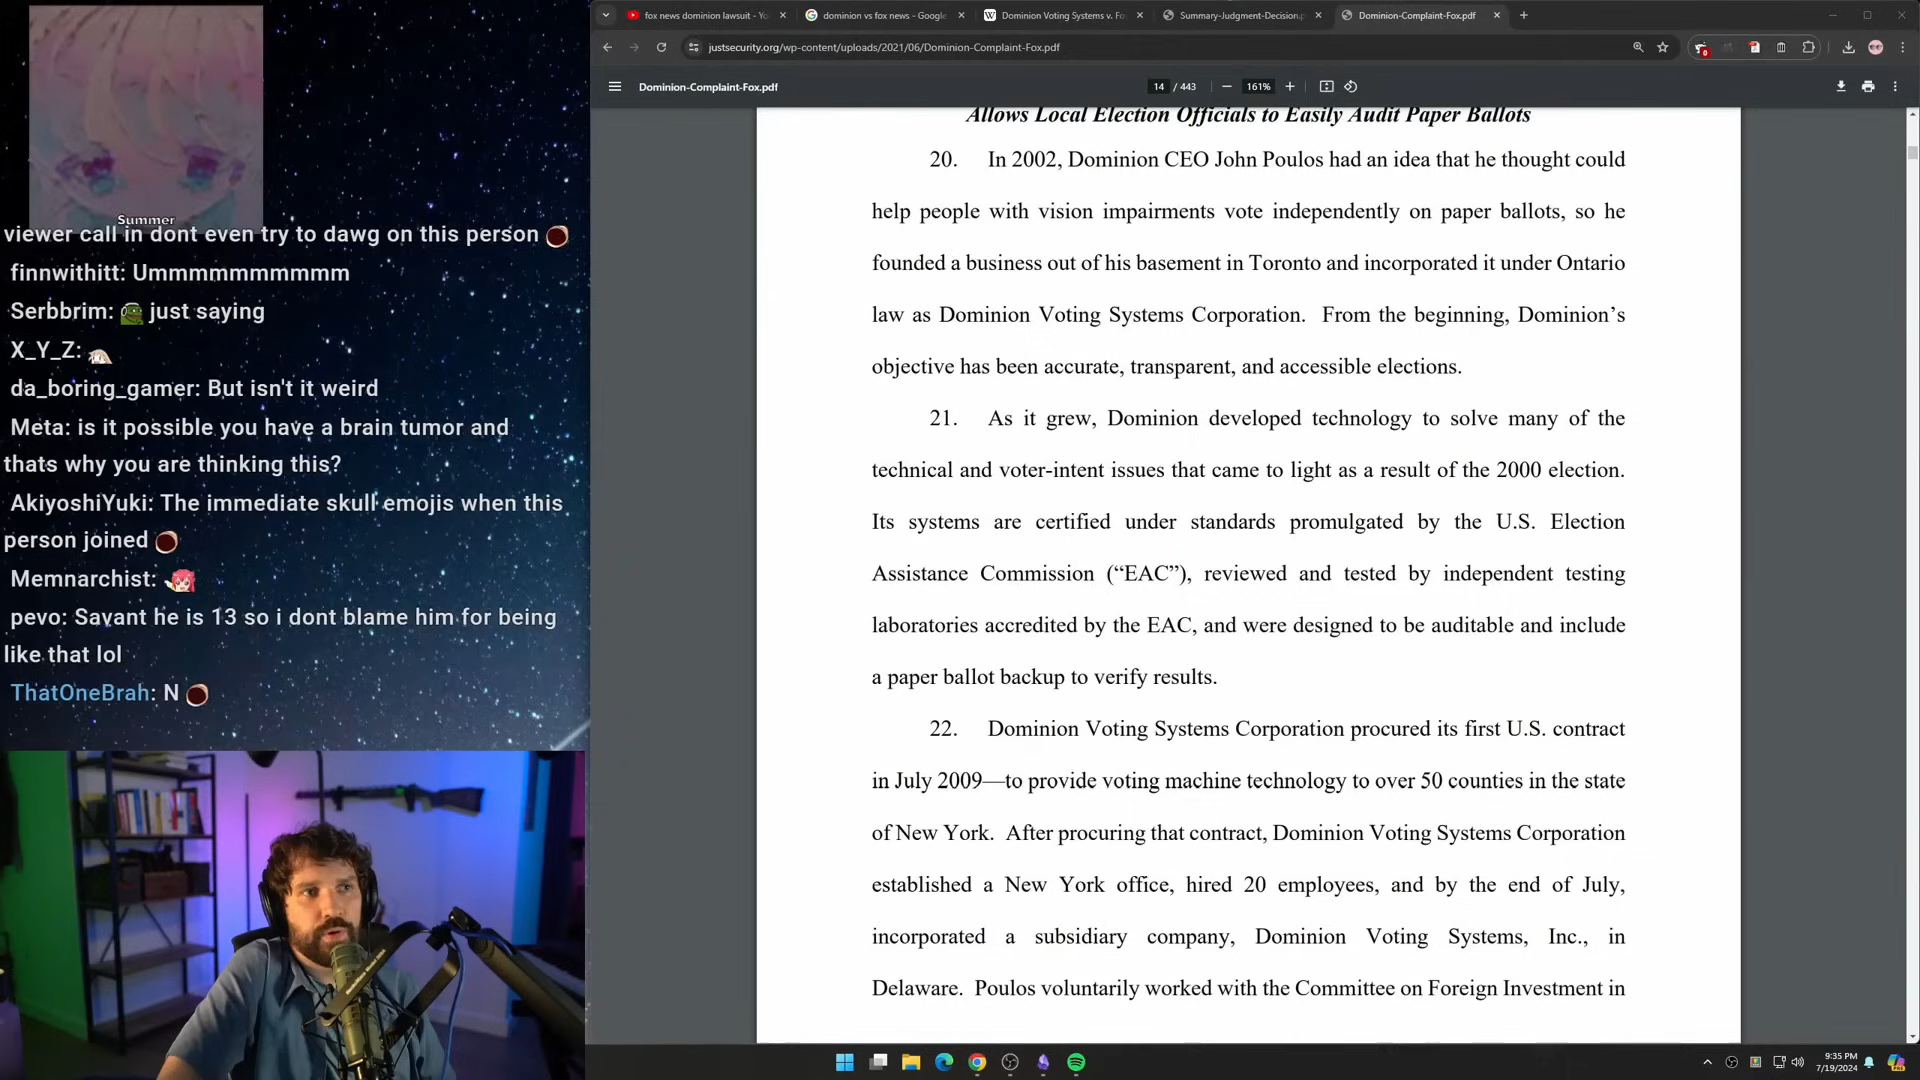 Summer
viewer call in dont even try to dawg on this person
finnwithitt: Ummmmmmmmmm
Serbbrim: just saying
X_Y_Z:
da_boring_gamer: But isn't it weird
Meta: is it possible you have a brain tumor and
thats why you are thinking this?
AkiyoshiYuki: The immediate skull emojis when this
person joined
Memnarchist:
pevo: Savant he is 13 so i dont blame him for being
like that lol
ThatOneBrah: N
fox news dominion lawsuit - Yo
dominion vs fox news - Google
Dominion Voting Systems v. Fo
Summary-Judgment-Decision.p
Dominion-Complaint-Fox.pdf
justsecurity.org/wp-content/uploads/2021/06/Dominion-Complaint-Fox.pdf
Dominion-Complaint-Fox.pdf
14 / 443
161%
Allows Local Election Officials to Easily Audit Paper Ballots
20. In 2002, Dominion CEO John Poulos had an idea that he thought could
help people with vision impairments vote independently on paper ballots, so he
founded a business out of his basement in Toronto and incorporated it under Ontario
law as Dominion Voting Systems Corporation. From the beginning, Dominion’s
objective has been accurate, transparent, and accessible elections.
21. As it grew, Dominion developed technology to solve many of the
technical and voter-intent issues that came to light as a result of the 2000 election.
Its systems are certified under standards promulgated by the U.S. Election
Assistance Commission (“EAC”), reviewed and tested by independent testing
laboratories accredited by the EAC, and were designed to be auditable and include
a paper ballot backup to verify results.
22. Dominion Voting Systems Corporation procured its first U.S. contract
in July 2009—to provide voting machine technology to over 50 counties in the state
of New York. After procuring that contract, Dominion Voting Systems Corporation
established a New York office, hired 20 employees, and by the end of July,
incorporated a subsidiary company, Dominion Voting Systems, Inc., in
Delaware. Poulos voluntarily worked with the Committee on Foreign Investment in
9:35 PM
7/19/2024